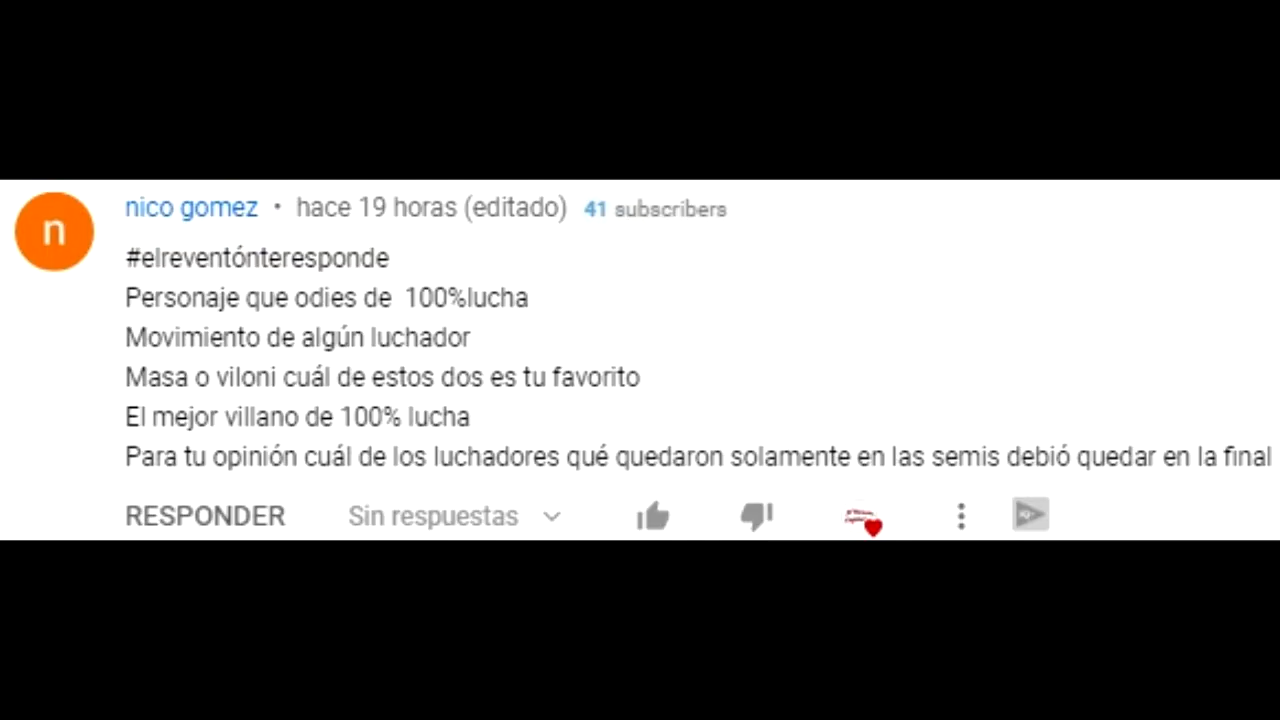 n
nico gomez • hace 19 horas (editado) 41 subscribers
#elreventónteresponde
Personaje que odies de 100%lucha
Movimiento de algún luchador
Masa o viloni cuál de estos dos es tu favorito
El mejor villano de 100% lucha
Para tu opinión cuál de los luchadores qué quedaron solamente en las semis debió quedar en la final
RESPONDER Sin respuestas